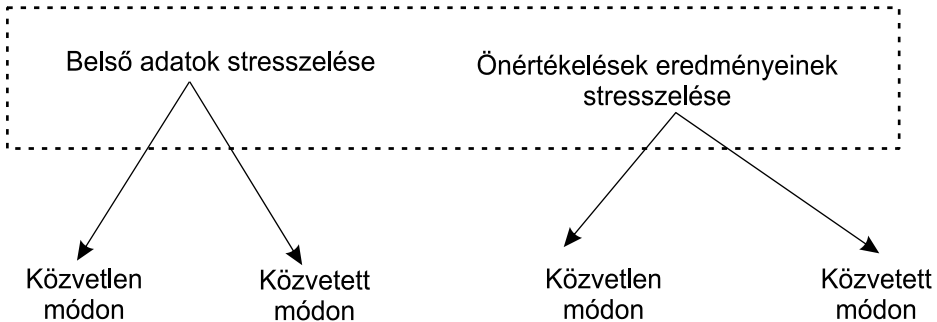 Belső adatok stresszelése
Önértékelések eredményeinek
stresszelése
Közvetlen
módon
Közvetett
módon
Közvetlen
módon
Közvetett
módon